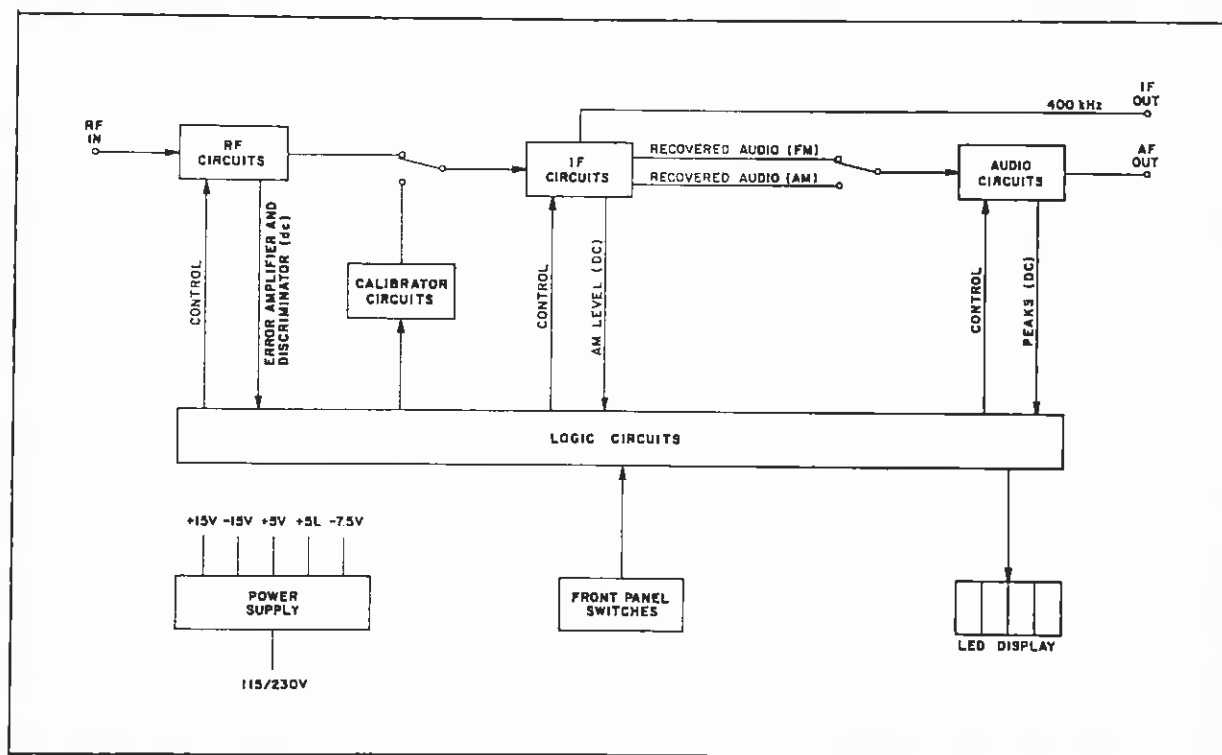 IF
OUT
400 kHz
RF
IN
RF
CIRCUITS
IF
CIRCUITS
RECOVERED AUDIO (FM)
RECOVERED AUDIO (AM)
AUDIO
CIRCUITS
AF
OUT
CONTROL
ERROR AMPLIFIER AND
DISCRIMINATOR (dc)
CALIBRATOR
CIRCUITS
CONTROL
AM LEVEL (DC)
CONTROL
PEAKS (DC)
LOGIC CIRCUITS
+15V -15V +5V +5L -7.5V
POWER
SUPPLY
115/230V
FRONT PANEL
SWITCHES
LED DISPLAY